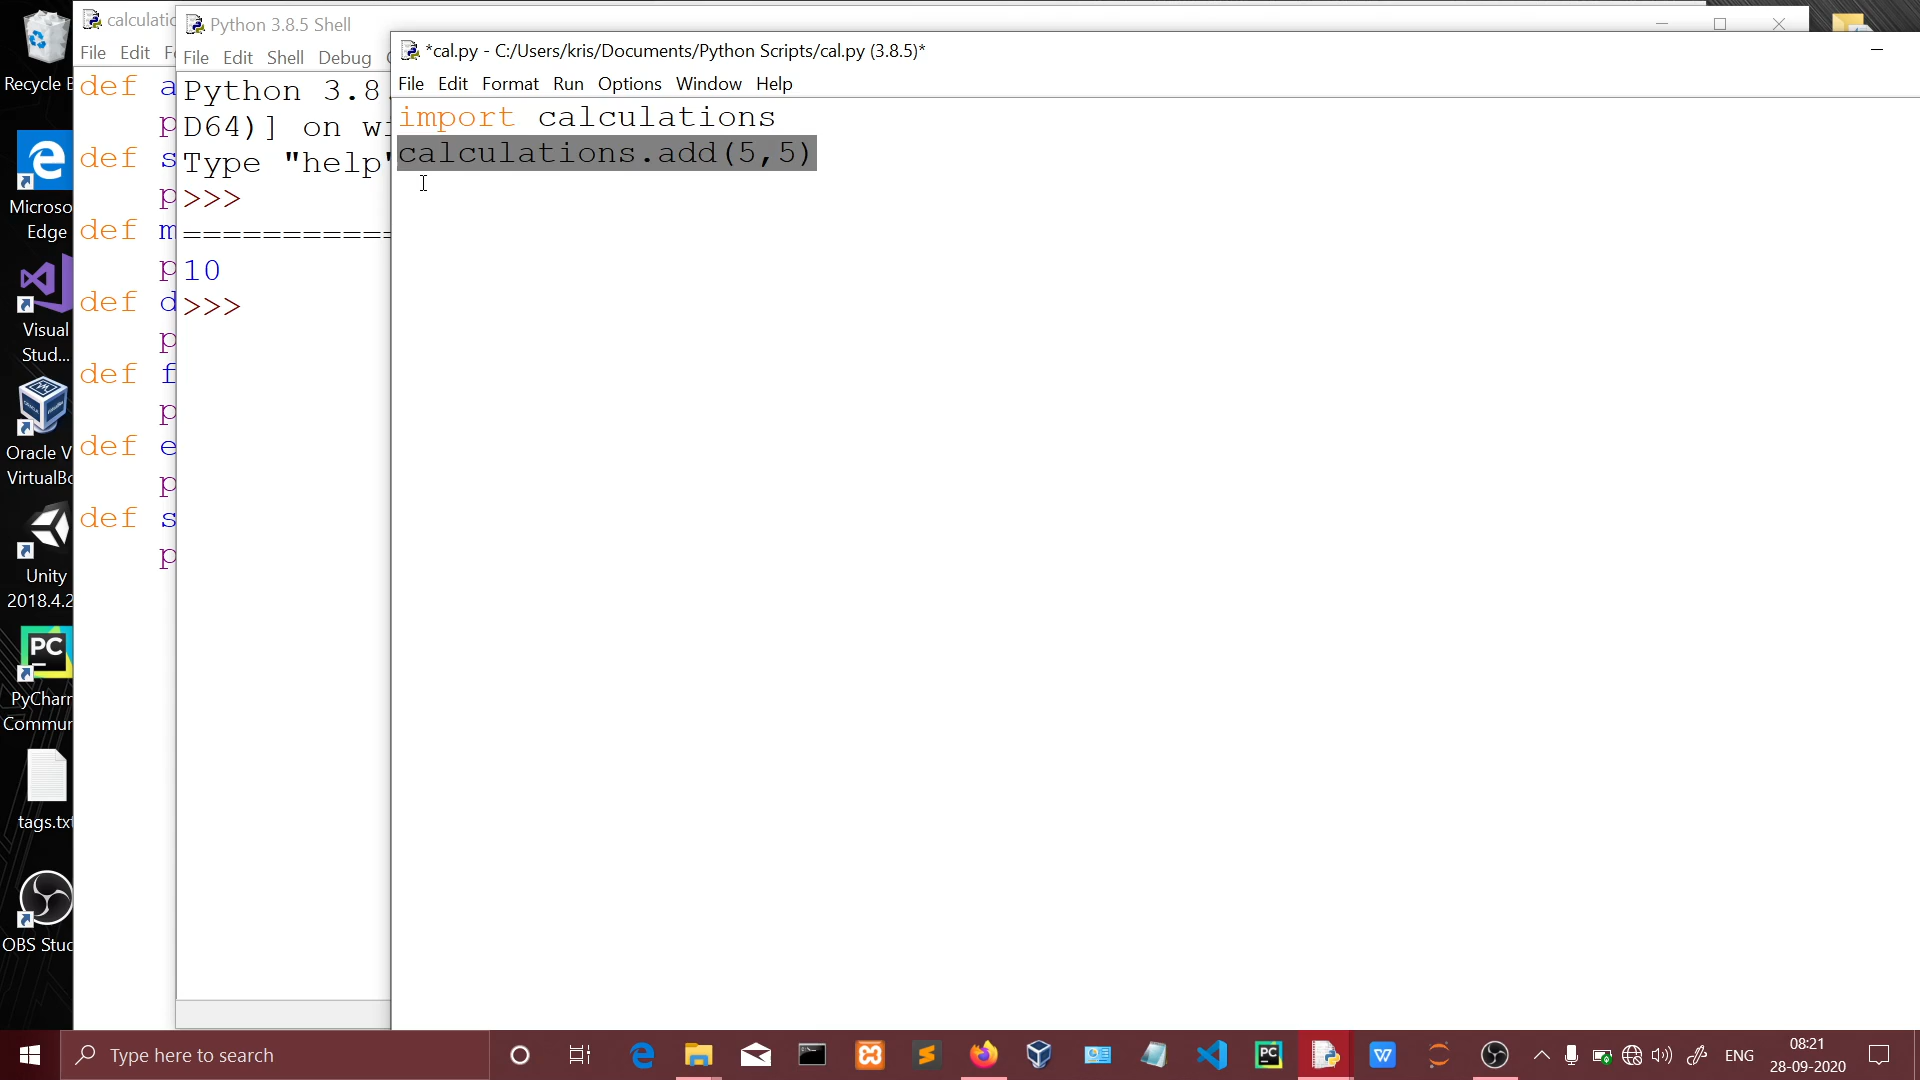 Recycle B
Microso
Edge
Visual
Stud...
Oracle V
VirtualBo
Unity
2018.4.2
PyCharm
Commun
tags.txt
OBS Stud
calculatio
File Edit Fo
def a
p
def s
p
def m
p
def d
p
def f
p
def e
p
def s
p
Python 3.8.5 Shell
File Edit Shell Debug
Python 3.8.
D64)] on wi
Type "help"
>>>
============
10
>>>
*cal.py - C:/Users/kris/Documents/Python Scripts/cal.py (3.8.5)*
File Edit Format Run Options Window Help
import calculations
calculations.add(5,5)
Type here to search
ENG
08:21
28-09-2020